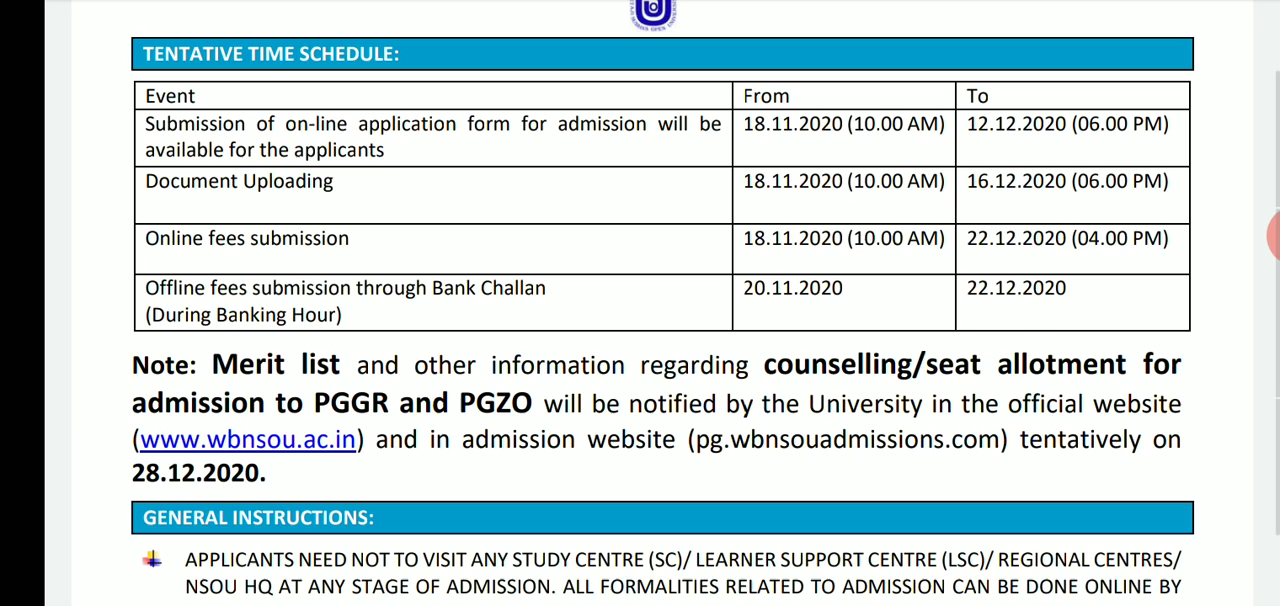 TENTATIVE TIME SCHEDULE:
Event From To
Submission of on-line application form for admission will be 18.11.2020 (10.00 AM) 12.12.2020 (06.00 PM)
available for the applicants
Document Uploading 18.11.2020 (10.00 AM) 16.12.2020 (06.00 PM)
Online fees submission 18.11.2020 (10.00 AM) 22.12.2020 (04.00 PM)
Offline fees submission through Bank Challan 20.11.2020 22.12.2020
(During Banking Hour)
Note: Merit list and other information regarding counselling/seat allotment for
admission to PGGR and PGZO will be notified by the University in the official website
(www.wbnsou.ac.in) and in admission website (pg.wbnsouadmissions.com) tentatively on
28.12.2020.
GENERAL INSTRUCTIONS:
APPLICANTS NEED NOT TO VISIT ANY STUDY CENTRE (SC)/ LEARNER SUPPORT CENTRE (LSC)/ REGIONAL CENTRES/
NSOU HQ AT ANY STAGE OF ADMISSION. ALL FORMALITIES RELATED TO ADMISSION CAN BE DONE ONLINE BY